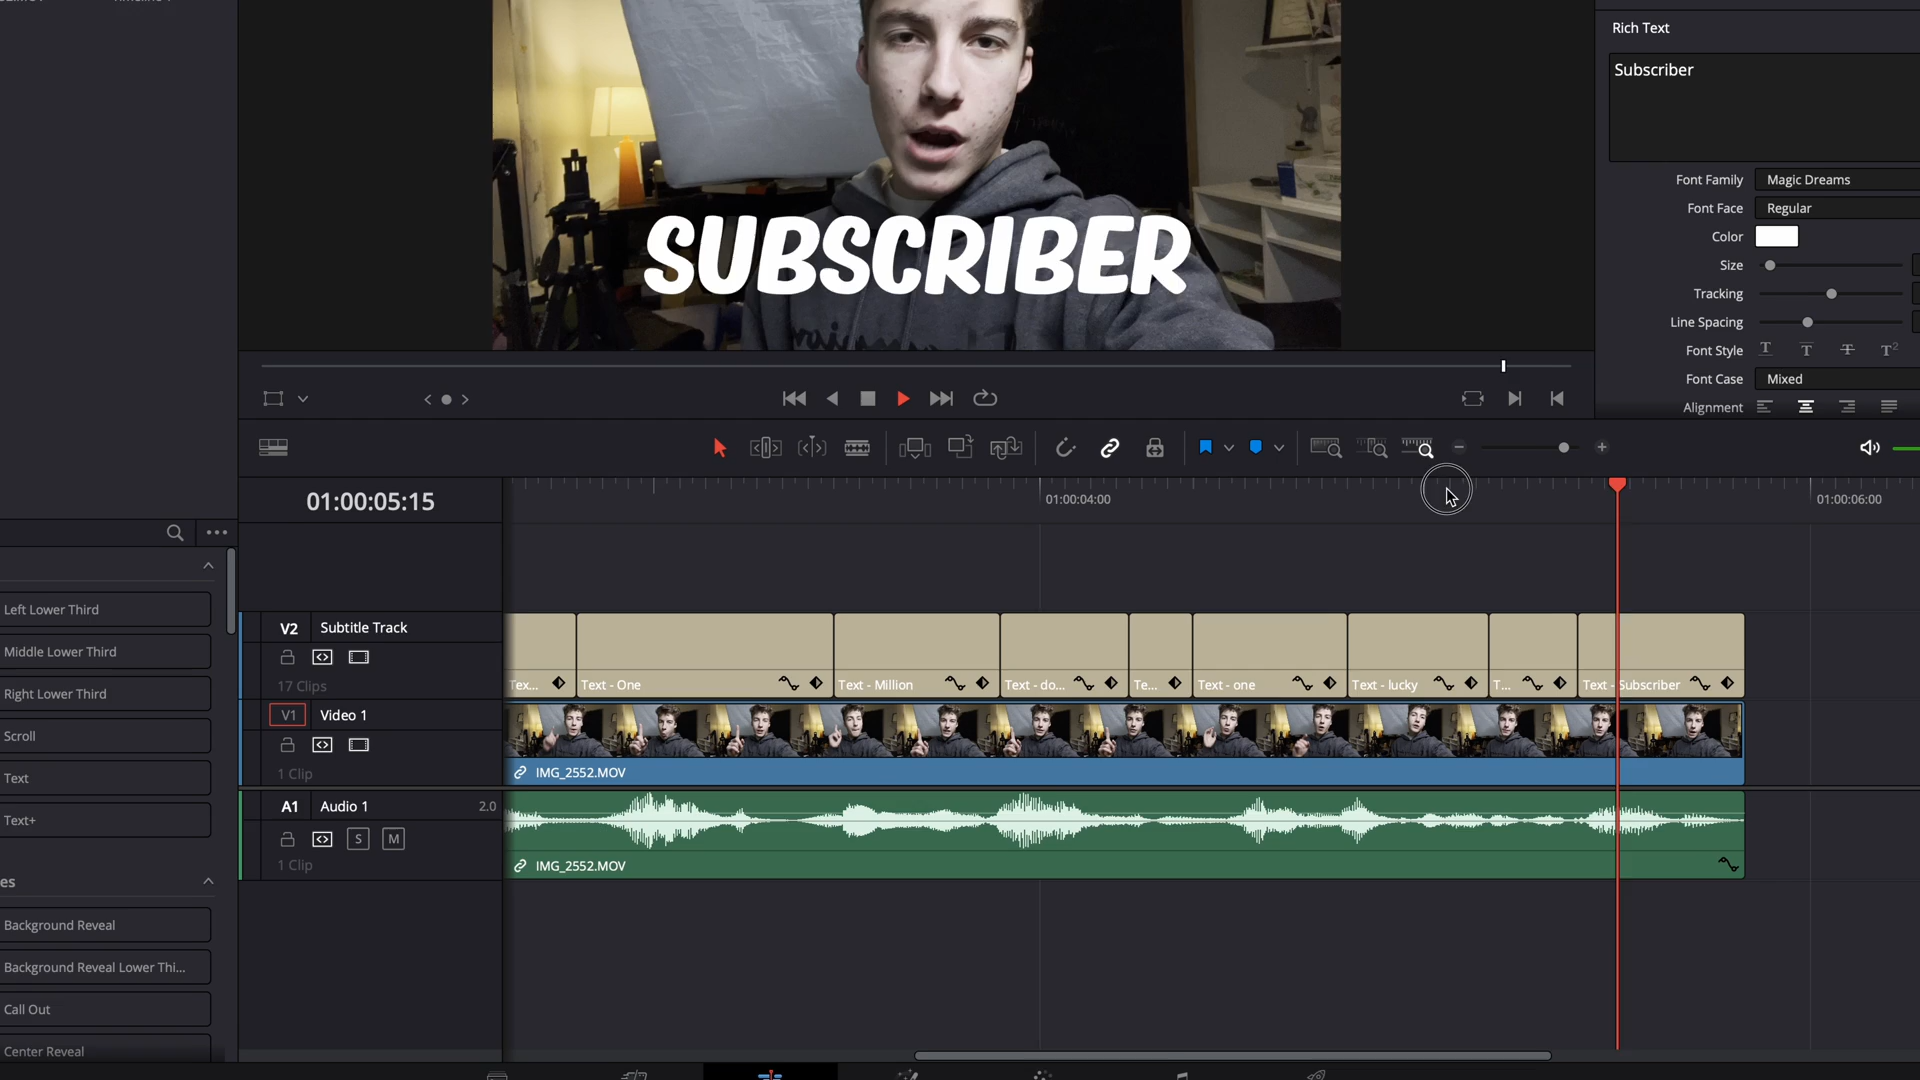 Rich Text
Subscriber
SUBSCRIBER
Font Family Magic Dreams
Font Face Regular
Color
Size
Tracking
Line Spacing
Font Style T T T T²
Font Case Mixed
Alignment
01:00:05:15
01:00:04:00
01:00:06:00
Left Lower Third
Middle Lower Third
Right Lower Third
Scroll
Text
Text+
es
Background Reveal
Background Reveal Lower Thi...
Call Out
Center Reveal
V2 Subtitle Track
17 Clips
Tex... Text - One Text - Million Text - do... Te... Text - one Text - lucky T... Text - Subscriber
V1 Video 1
1 Clip
IMG_2552.MOV
A1 Audio 1 2.0
S M
1 Clip
IMG_2552.MOV